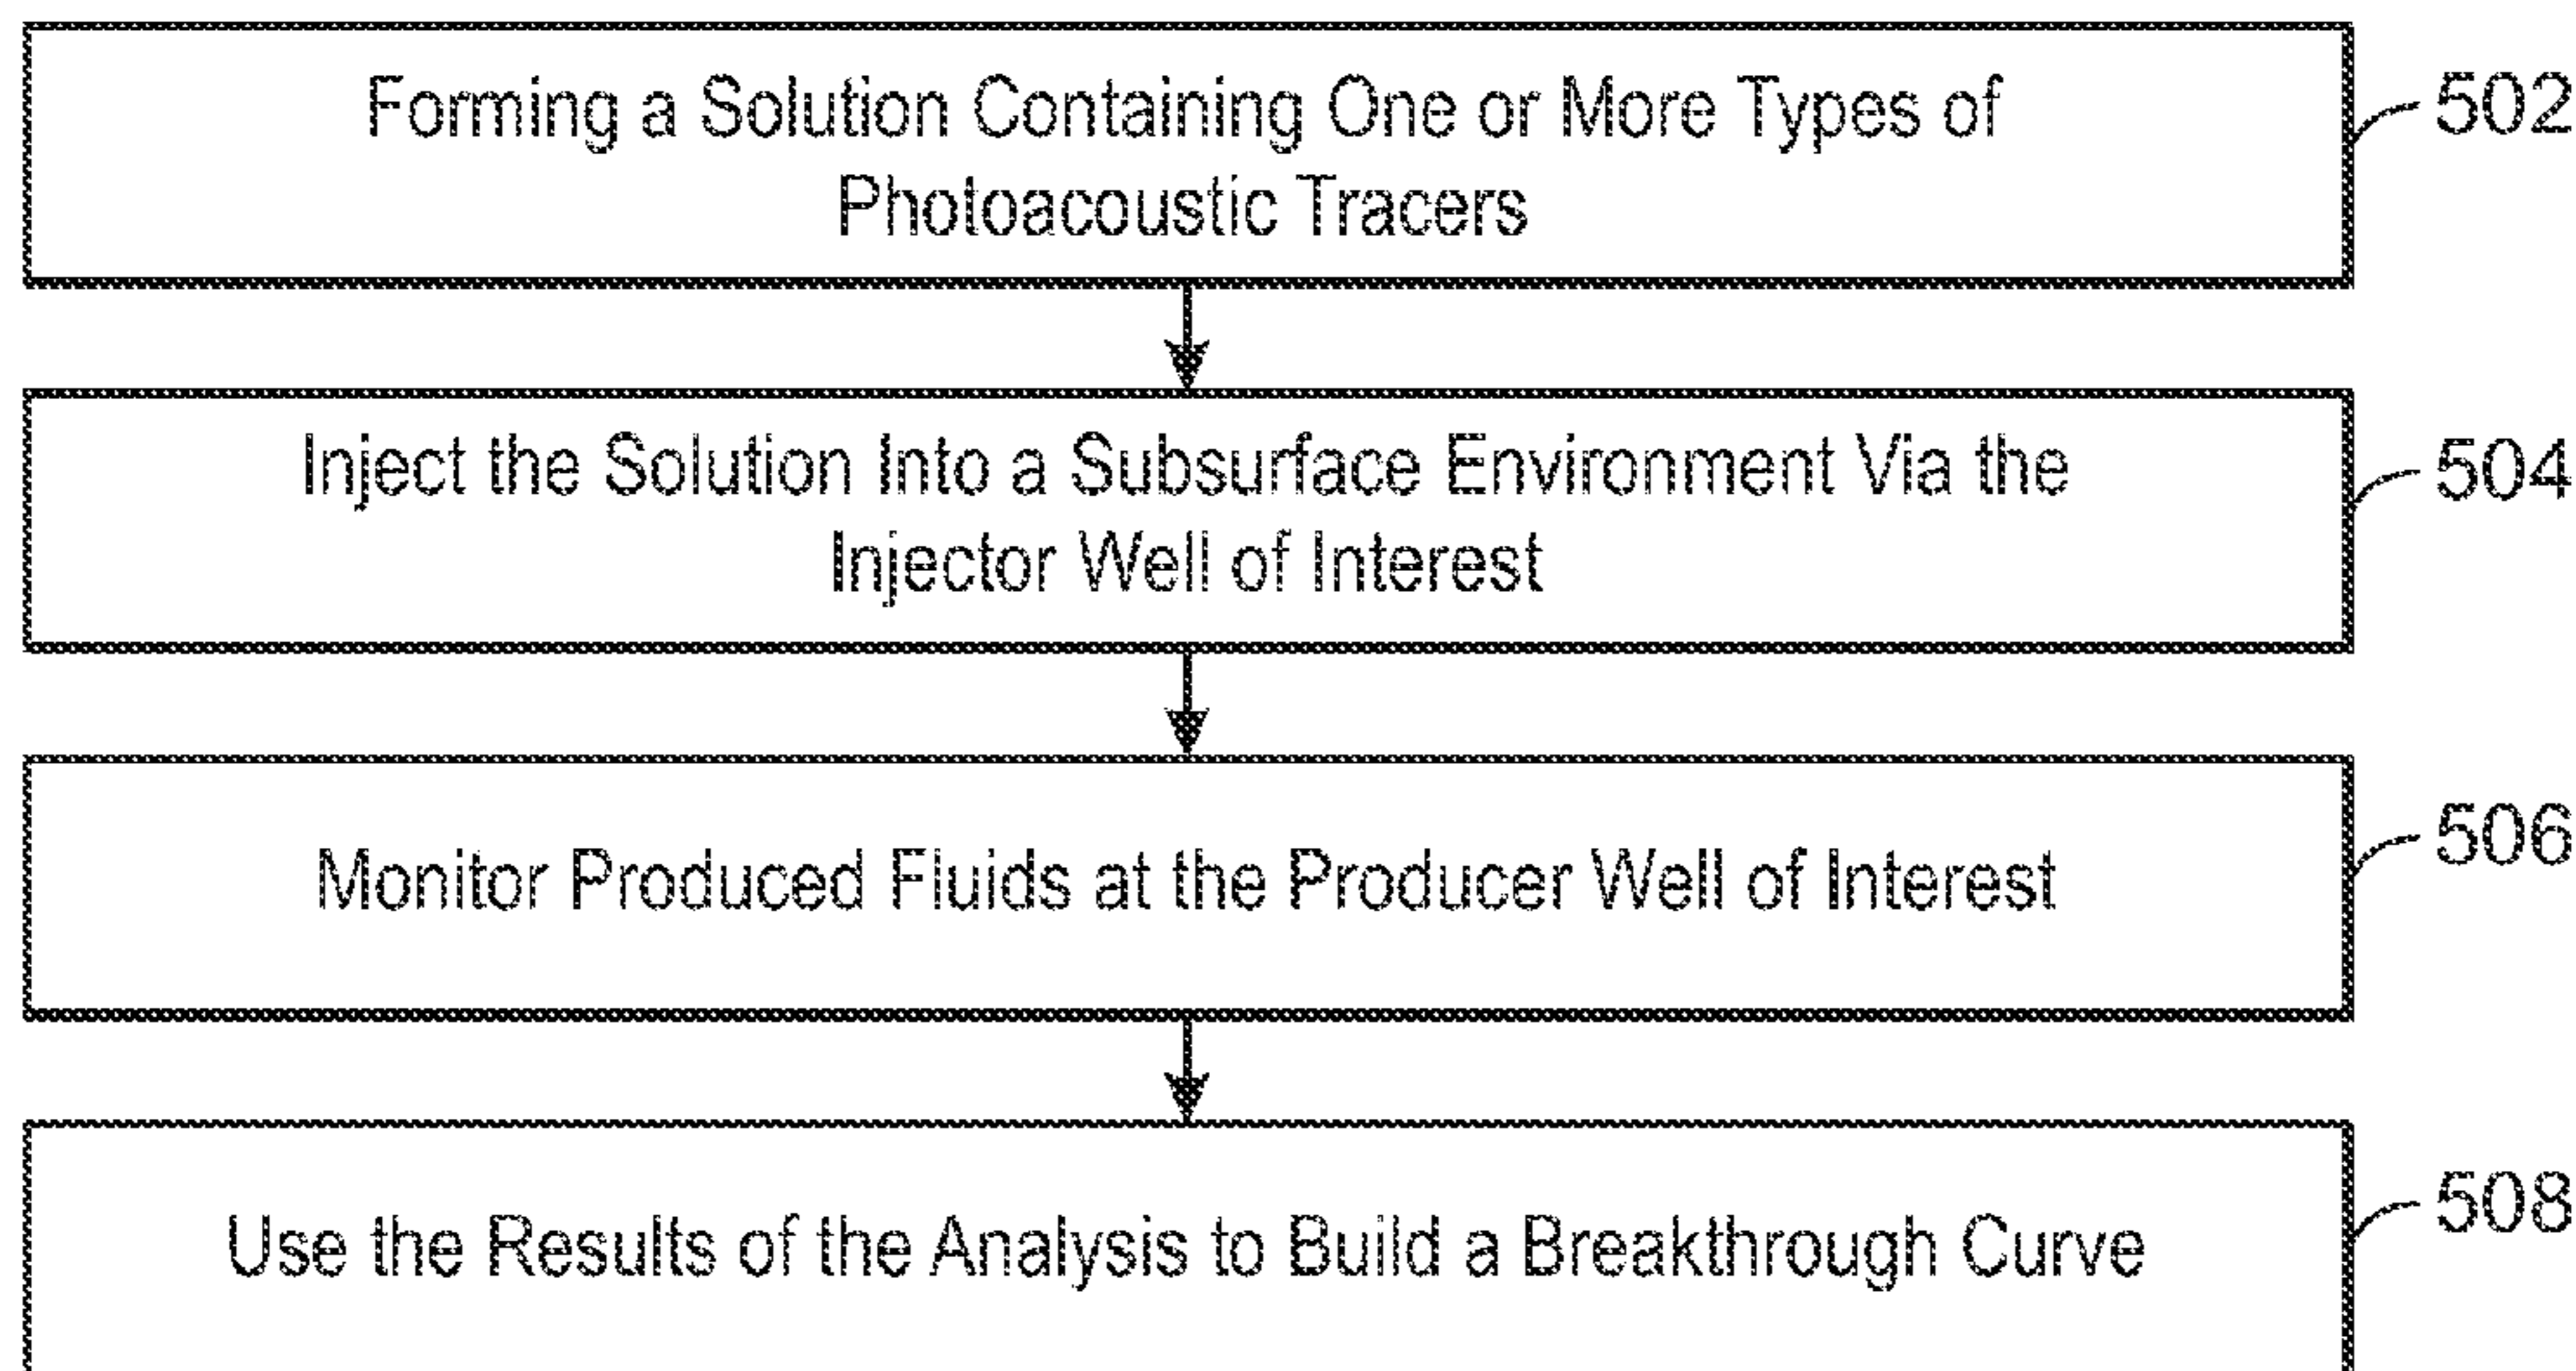 Forming a Solution Containing One or More Types of
Photoacoustic Tracers
502
Inject the Solution Into a Subsurface Environment Via the
Injector Well of Interest
504
Monitor Produced Fluids at the Producer Well of Interest
506
Use the Results of the Analysis to Build a Breakthrough Curve
508